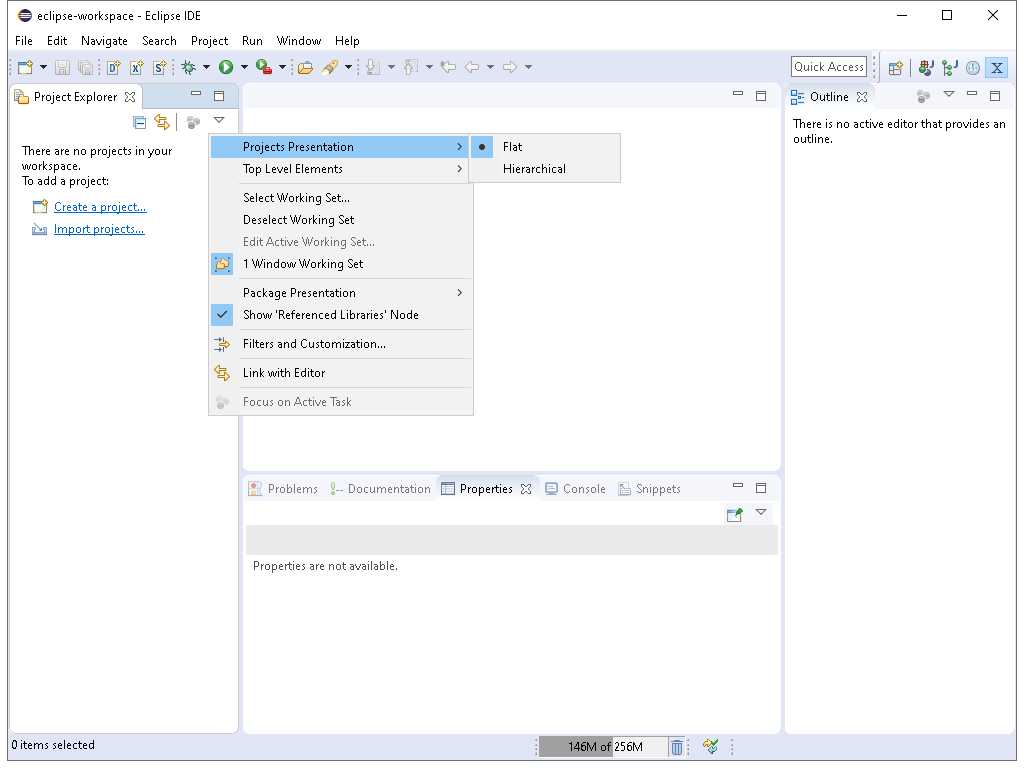 eclipse-workspace - Eclipse IDE
File Edit Navigate Search Project Run Window Help
Quick Access
Project Explorer
There are no projects in your
workspace.
To add a project:
Create a project...
Import projects...
Projects Presentation
Top Level Elements
Select Working Set...
Deselect Working Set
Edit Active Working Set...
1 Window Working Set
Package Presentation
Show 'Referenced Libraries' Node
Filters and Customization...
Link with Editor
Focus on Active Task
Flat
Hierarchical
Outline
There is no active editor that provides an
outline.
Problems Documentation Properties Console Snippets
Properties are not available.
0 items selected
146M of 256M